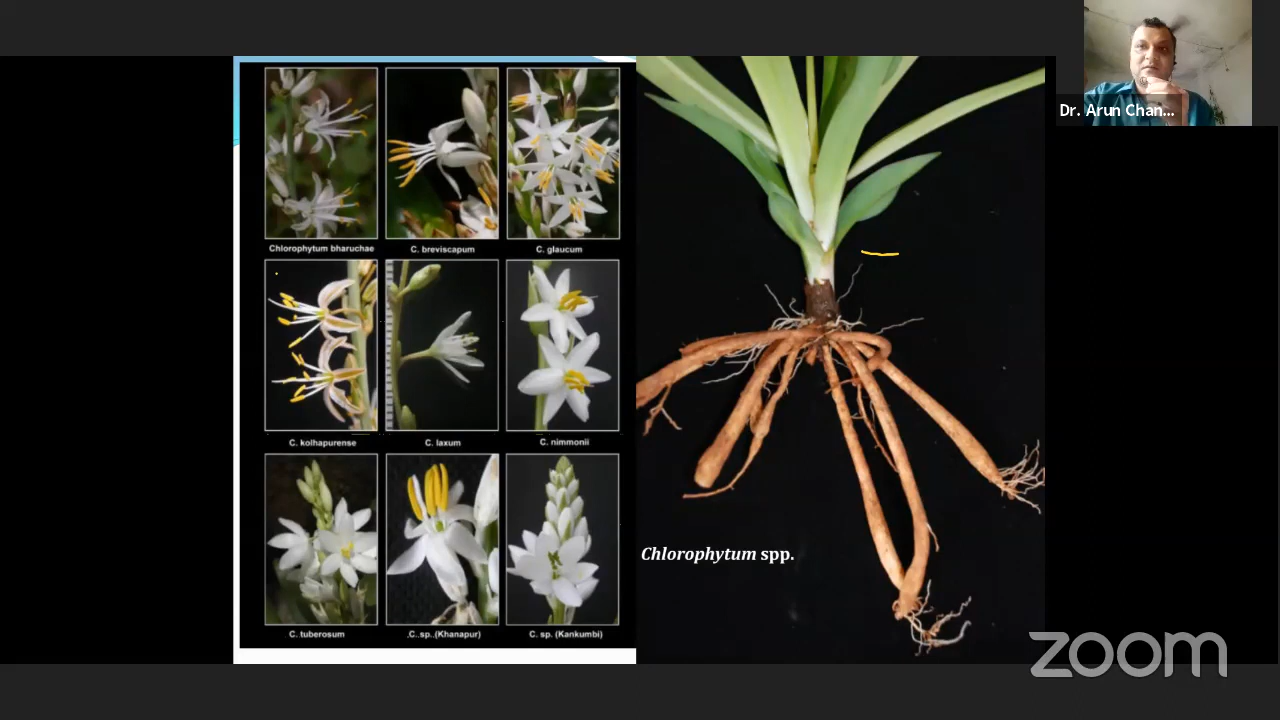 Dr. Arun Chan...
Chlorophytum bharuchae
C. breviscapum
C. glaucum
C. kolhapurense
C. laxum
C. nimmonii
C. tuberosum
C. sp. (Khanapur)
C. sp. (Kankumbi)
Chlorophytum spp.
zoom